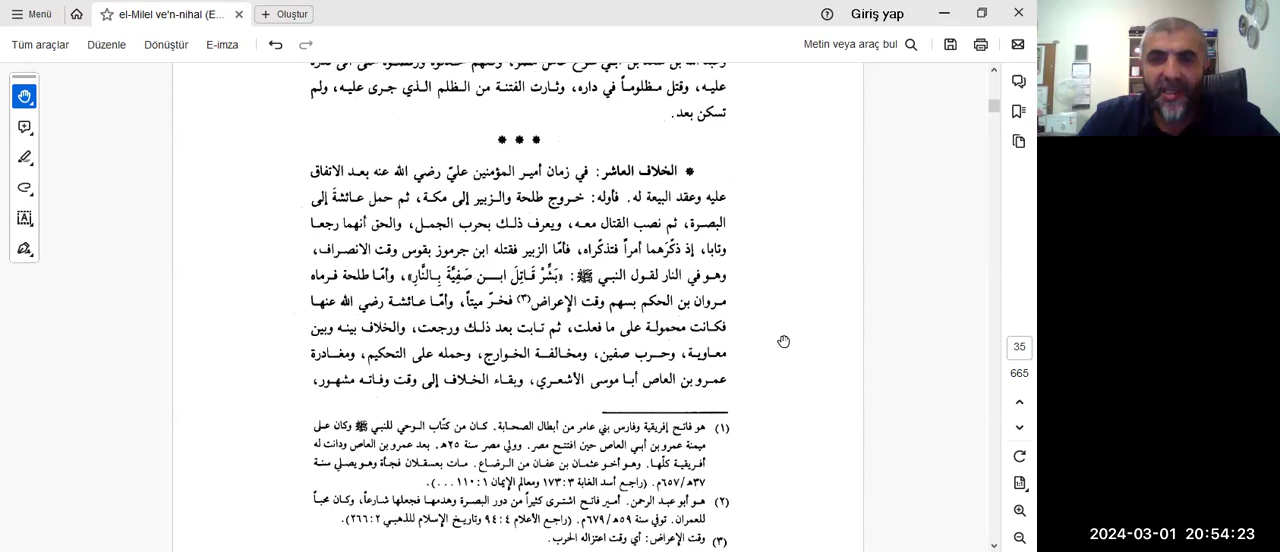 Menü
el-Milel ve'n-nihal (E...
Oluştur
Giriş yap
Tüm araçlar
Düzenle
Dönüştür
E-imza
Metin veya araç bul
عليه، وقتل مظلوماً في داره، وثارت الفتنة من الظلم الذي جرى عليه، ولم
تسكن بعد.
* * *
* الخلاف العاشر: في زمان أمير المؤمنين عليّ رضي الله عنه بعد الاتفاق
عليه وعقد البيعة له. فأوله: خروج طلحة والزبير إلى مكة، ثم حمل عائشةَ إلى
البصرة، ثم نصب القتال معه، ويعرف ذلك بحرب الجمل، والحق أنهما رجعا
وتابا، إذ ذكّرَهما أمراً فتذكّراه، فأمّا الزبير فقتله ابن جرموز بقوس وقت الانصراف،
وهو في النار لقول النبي ﷺ: «بَشِّرْ قَاتِلَ ابـن صَفِيَّةَ بِالنَّارِ»، وأمّا طلحة فرماه
مروان بن الحكم بسهم وقت الإعراض(٣) فخرّ ميتاً، وأمّا عائشة رضي الله عنها
فكانت محمولة على ما فعلت، ثم تابت بعد ذلك ورجعت، والخلاف بينه وبين
معاوية، وحرب صفين، ومخالفة الخوارج، وحمله على التحكيم، ومغادرة
عمرو بن العاص أبا موسى الأشعري، وبقاء الخلاف إلى وقت وفاته مشهور،
(١) هو فاتح إفريقية وفارس بني عامر من أبطال الصحابة. كان من كتّاب الوحي للنبي ﷺ وكان على
ميمنة عمرو بن أبي العاص حين افتتح مصر. وولي مصر سنة ٢٥هـ. بعد عمرو بن العاص ودانت له
أفريقية كلّها. وهو أخو عثمان بن عفان من الرضاع. مات بعسقلان فجأة وهو يصلي سنة
٣٧هـ/٦٥٧م. (راجع أسد الغابة ٣: ١٧٣ ومعالم الإيمان ١: ١١٠ . . .).
(٢) هو أبو عبد الرحمن. أمير فاتح اشترى كثيراً من دور البصرة وهدمها فجعلها شارعاً، وكان محباً
للعمران. توفي سنة ٥٩هـ/٦٧٩م. (راجع الأعلام ٤: ٩٤ وتاريخ الإسلام للذهبي ٢: ٢٦٦).
(٣) وقت الإعراض: أي وقت اعتزاله الحرب.
35
665
2024-03-01 20:54:23